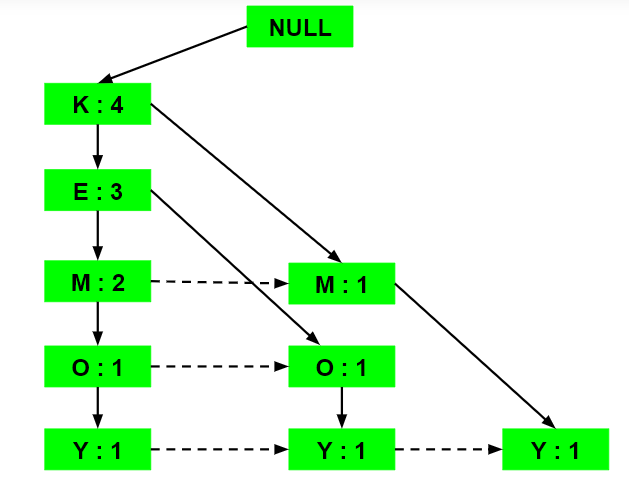 NULL
K : 4
E : 3
M : 2
M : 1
O : 1
O : 1
Y : 1
Y : 1
Y : 1